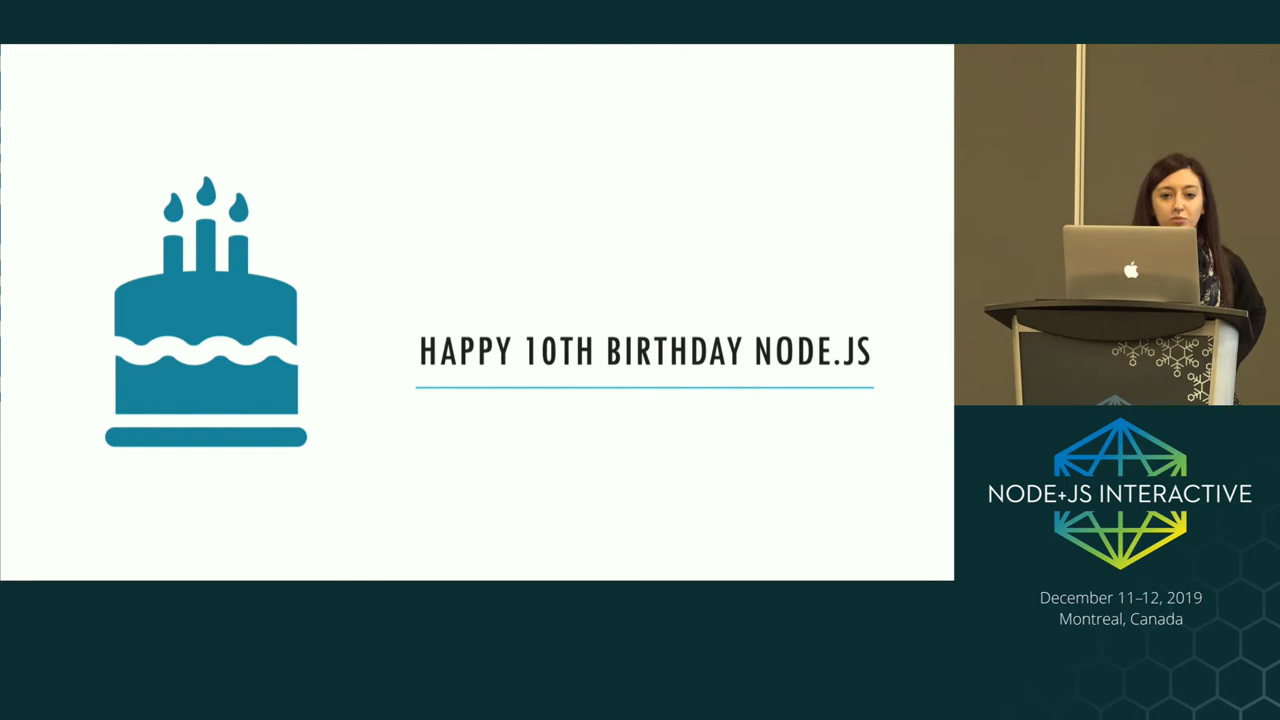 HAPPY 10TH BIRTHDAY NODE.JS
NODE+JS INTERACTIVE
December 11–12, 2019
Montreal, Canada